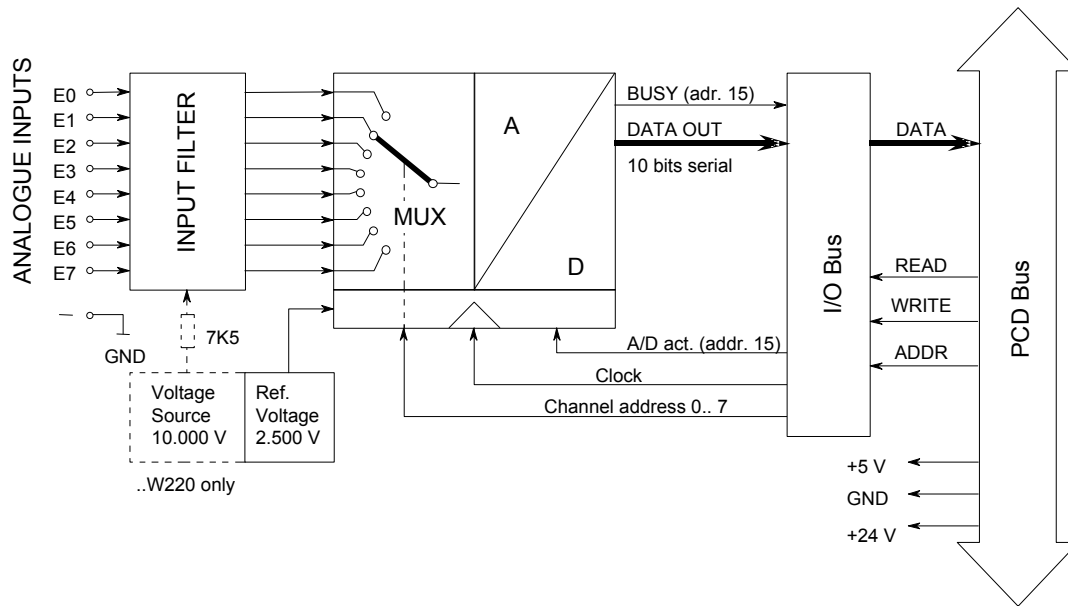 ANALOGUE INPUTS
E0
E1
E2
E3
E4
E5
E6
E7
GND
INPUT FILTER
7K5
Voltage
Source
10.000 V
Ref.
Voltage
2.500 V
..W220 only
MUX
A
D
BUSY (adr. 15)
DATA OUT
10 bits serial
A/D act. (addr. 15)
Clock
Channel address 0.. 7
I/O Bus
DATA
READ
WRITE
ADDR
+5 V
GND
+24 V
PCD Bus